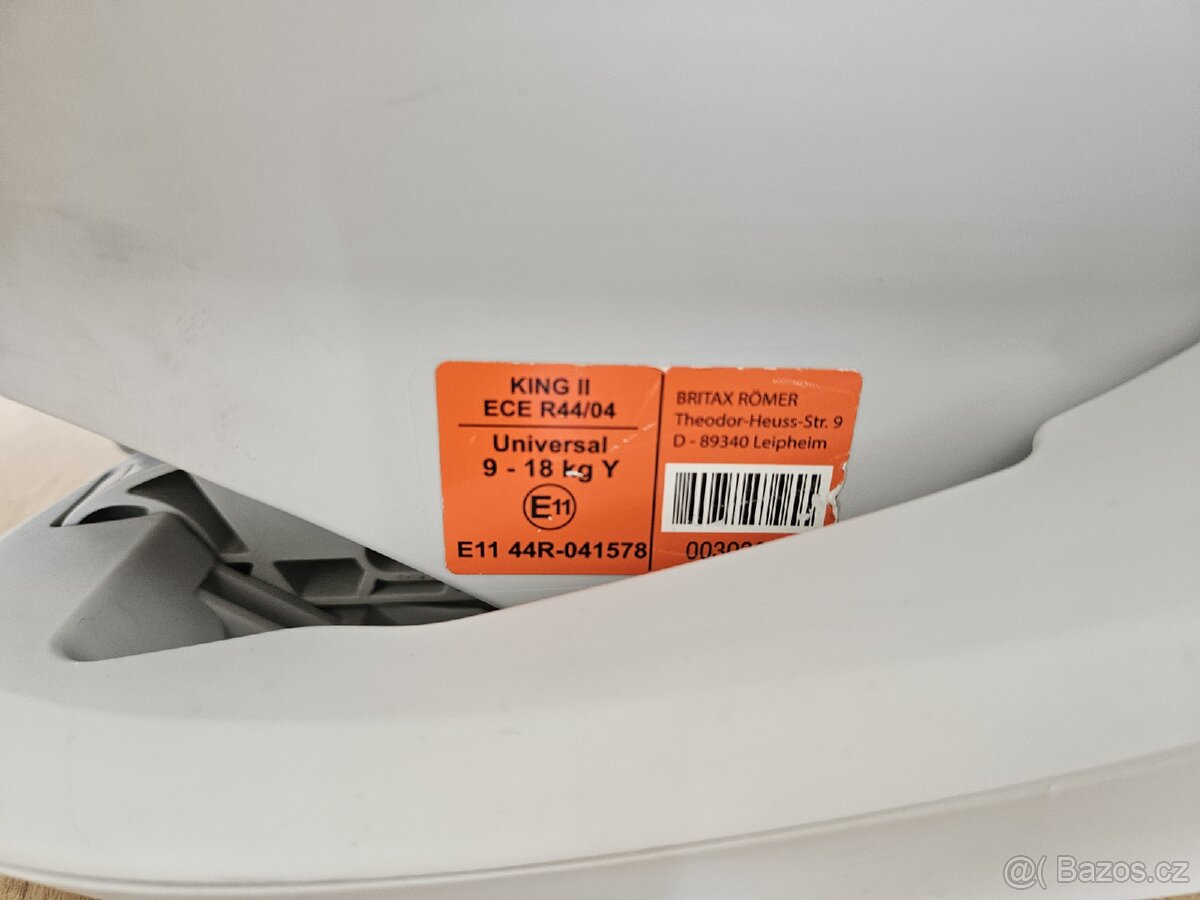 KING II
ECE R44/04
Universal
9 - 18 kg Y
E11
E11 44R-041578
BRITAX RÖMER
Theodor-Heuss-Str. 9
D - 89340 Leipheim
@( Bazos.cz